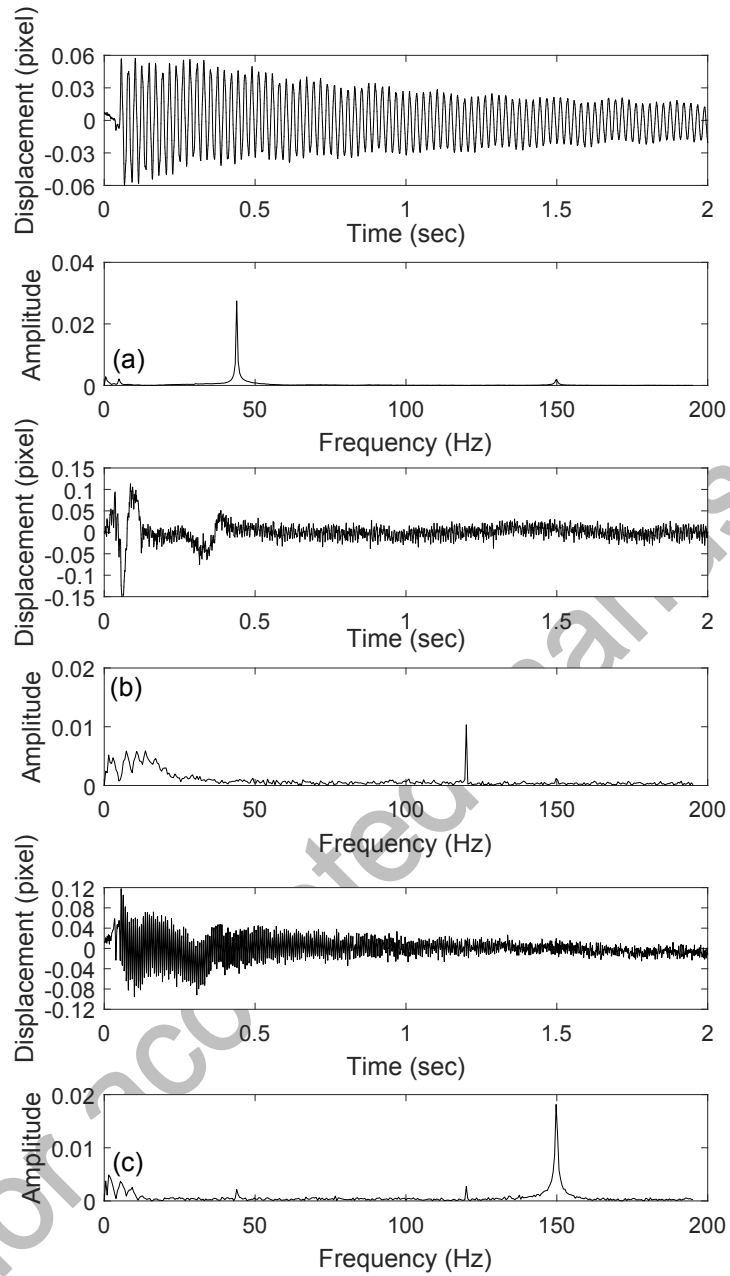 Displacement (pixel)
0.06
0.03
0
-0.03
-0.06
0 0.5 1 1.5 2
Time (sec)
Amplitude
0.04
0.02
0
(a)
0 50 100 150 200
Frequency (Hz)
Displacement (pixel)
0.15
0.1
0.05
0
-0.05
-0.1
-0.15
0 0.5 1 1.5 2
Time (sec)
Amplitude
0.02
0.01
0
(b)
0 50 100 150 200
Frequency (Hz)
Displacement (pixel)
0.12
0.08
0.04
0
-0.04
-0.08
-0.12
0 0.5 1 1.5 2
Time (sec)
Amplitude
0.02
0.01
0
(c)
0 50 100 150 200
Frequency (Hz)